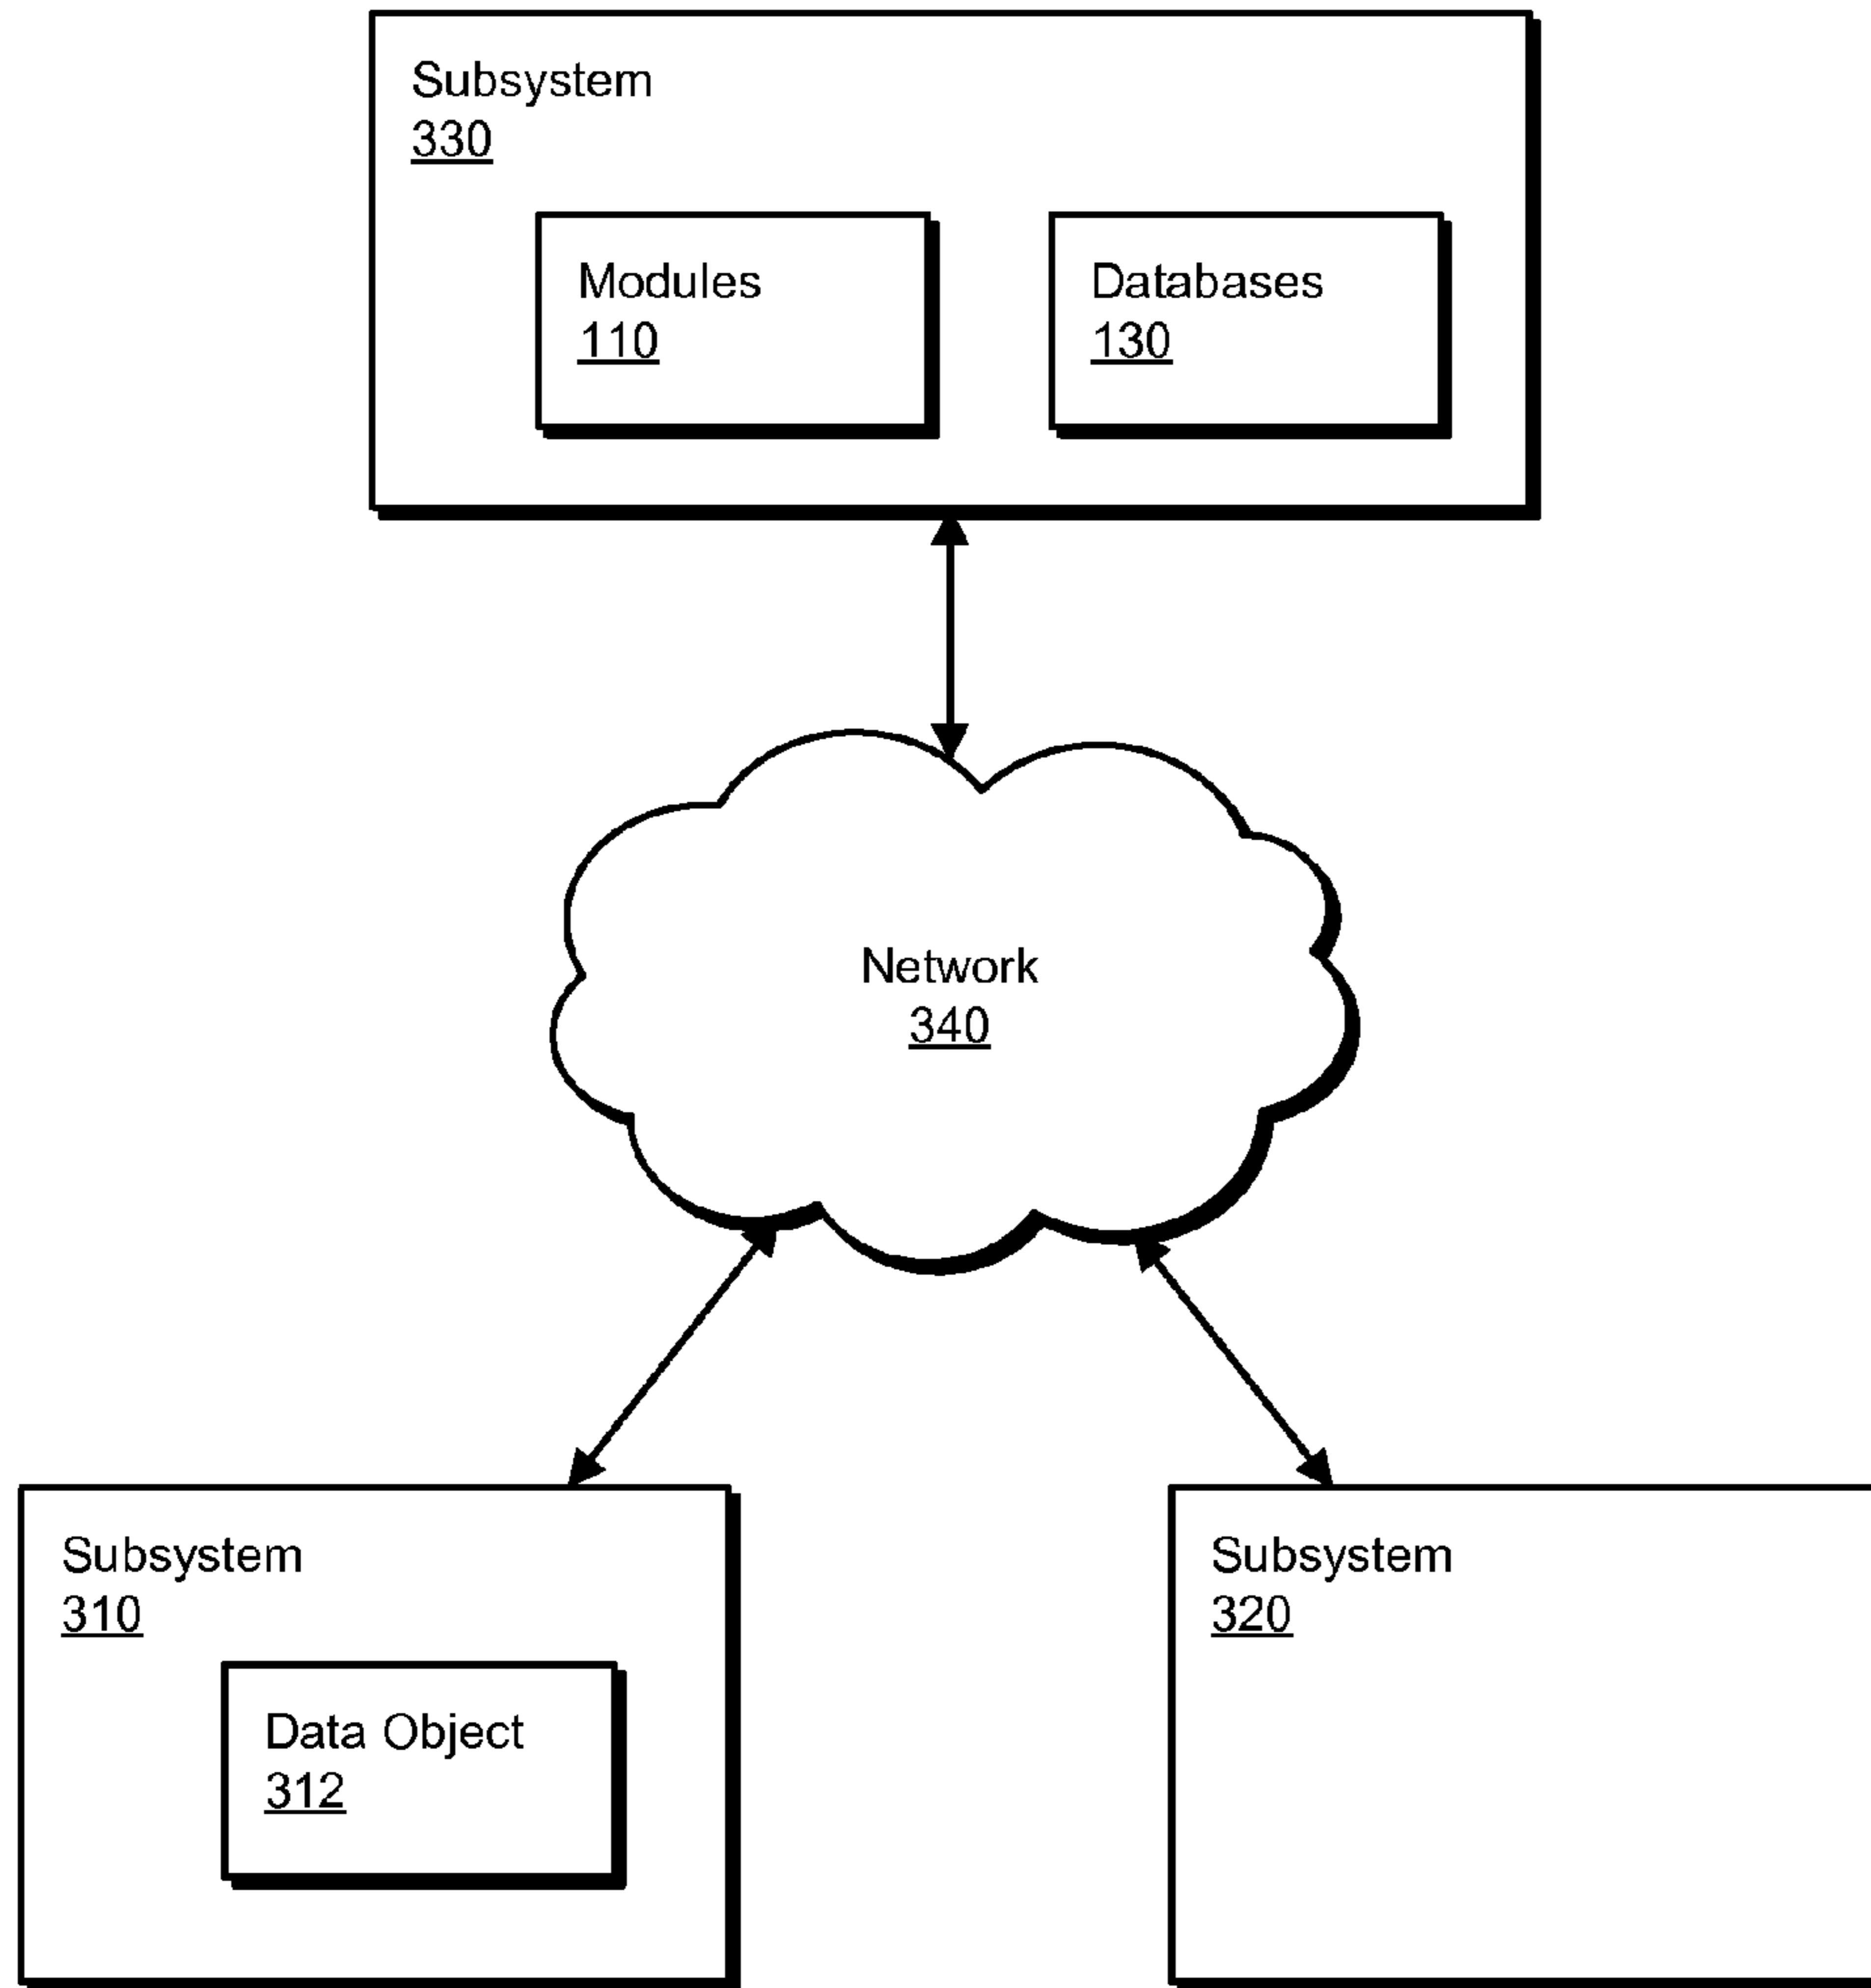 Subsystem
330
Modules
110
Databases
130
Network
340
Subsystem
310
Data Object
312
Subsystem
320